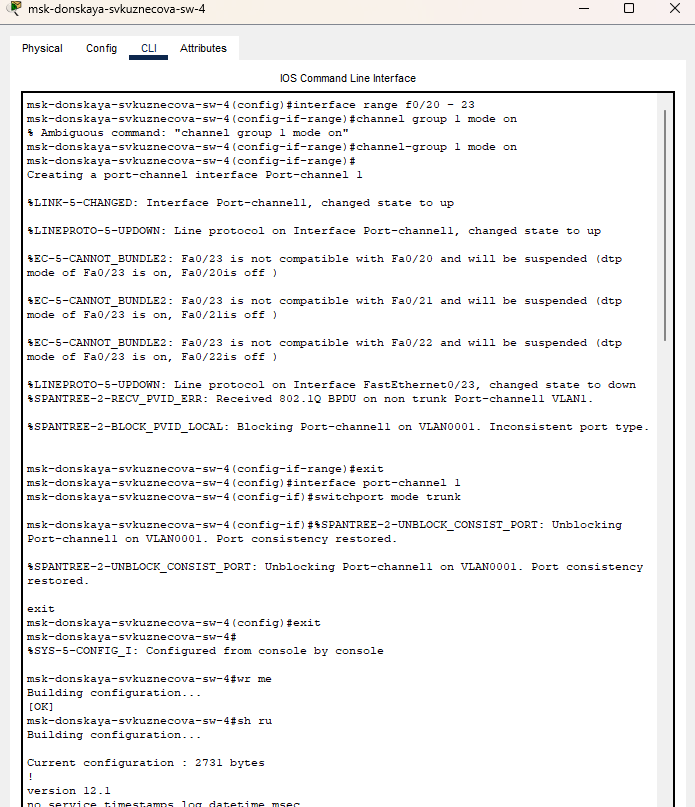 msk-donskaya-svkuznecova-sw-4
Physical Config CLI Attributes
IOS Command Line Interface
msk-donskaya-svkuznecova-sw-4(config)#interface range f0/20 - 23
msk-donskaya-svkuznecova-sw-4(config-if-range)#channel group 1 mode on
% Ambiguous command: "channel group 1 mode on"
msk-donskaya-svkuznecova-sw-4(config-if-range)#channel-group 1 mode on
msk-donskaya-svkuznecova-sw-4(config-if-range)#
Creating a port-channel interface Port-channel 1
%LINK-5-CHANGED: Interface Port-channel1, changed state to up
%LINEPROTO-5-UPDOWN: Line protocol on Interface Port-channel1, changed state to up
%EC-5-CANNOT_BUNDLE2: Fa0/23 is not compatible with Fa0/20 and will be suspended (dtp
mode of Fa0/23 is on, Fa0/20is off )
%EC-5-CANNOT_BUNDLE2: Fa0/23 is not compatible with Fa0/21 and will be suspended (dtp
mode of Fa0/23 is on, Fa0/21is off )
%EC-5-CANNOT_BUNDLE2: Fa0/23 is not compatible with Fa0/22 and will be suspended (dtp
mode of Fa0/23 is on, Fa0/22is off )
%LINEPROTO-5-UPDOWN: Line protocol on Interface FastEthernet0/23, changed state to down
%SPANTREE-2-RECV_PVID_ERR: Received 802.1Q BPDU on non trunk Port-channel1 VLAN1.
%SPANTREE-2-BLOCK_PVID_LOCAL: Blocking Port-channel1 on VLAN0001. Inconsistent port type.
msk-donskaya-svkuznecova-sw-4(config-if-range)#exit
msk-donskaya-svkuznecova-sw-4(config)#interface port-channel 1
msk-donskaya-svkuznecova-sw-4(config-if)#switchport mode trunk
msk-donskaya-svkuznecova-sw-4(config-if)#%SPANTREE-2-UNBLOCK_CONSIST_PORT: Unblocking
Port-channel1 on VLAN0001. Port consistency restored.
%SPANTREE-2-UNBLOCK_CONSIST_PORT: Unblocking Port-channel1 on VLAN0001. Port consistency
restored.
exit
msk-donskaya-svkuznecova-sw-4(config)#exit
msk-donskaya-svkuznecova-sw-4#
%SYS-5-CONFIG_I: Configured from console by console
msk-donskaya-svkuznecova-sw-4#wr me
Building configuration...
[OK]
msk-donskaya-svkuznecova-sw-4#sh ru
Building configuration...
Current configuration : 2731 bytes
!
version 12.1
no service timestamps log datetime msec